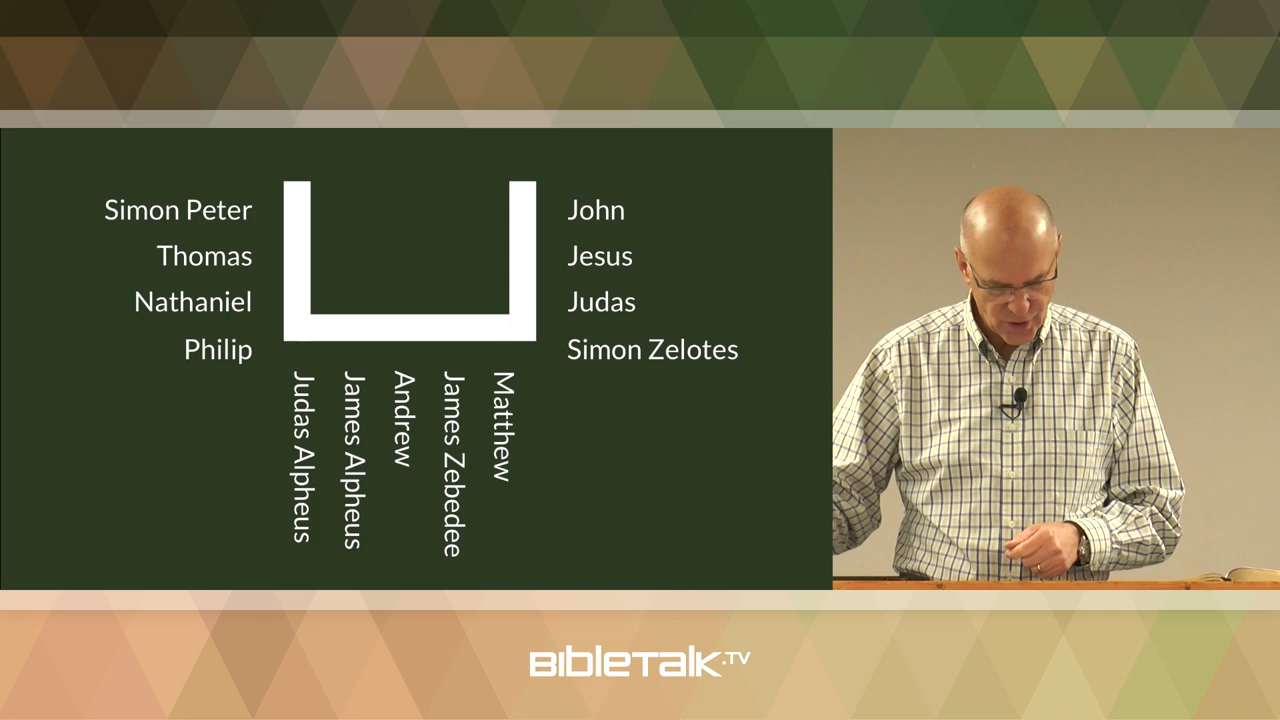 Simon Peter
Thomas
Nathaniel
Philip
John
Jesus
Judas
Simon Zelotes
Judas Alpheus
James Alpheus
Andrew
James Zebedee
Matthew
BIBLETALK.TV